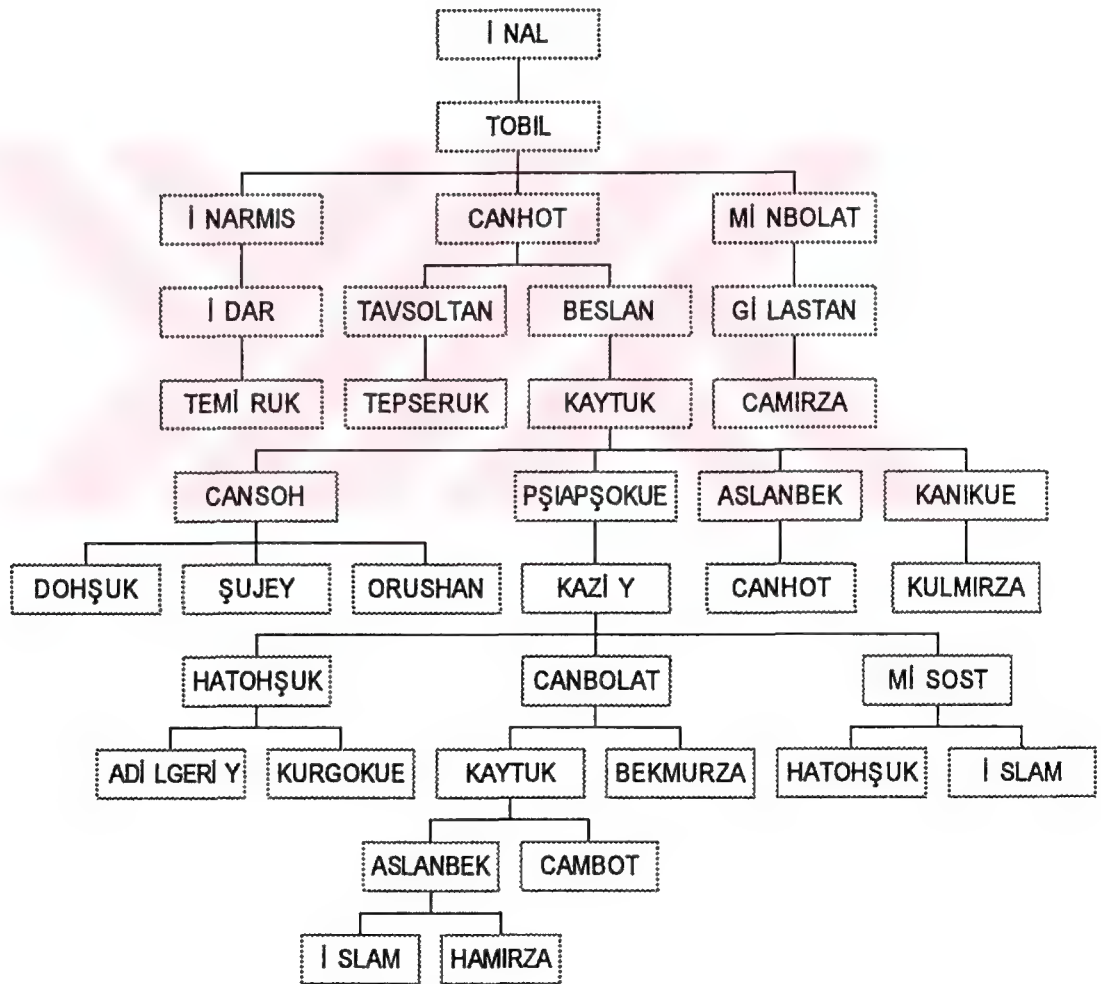 İ NAL
TOBIL
İ NARMIS CANHOT Mİ NBOLAT
İ DAR TAVSOLTAN BESLAN Gİ LASTAN
TEMİ RUK TEPSERUK KAYTUK CAMIRZA
CANSOH PŞIAPŞOKUE ASLANBEK KANIKUE
DOHŞUK ŞUJEY ORUSHAN KAZİ Y CANHOT KULMIRZA
HATOHŞUK CANBOLAT Mİ SOST
ADİ LGERİ Y KURGOKUE KAYTUK BEKMURZA HATOHŞUK İ SLAM
ASLANBEK CAMBOT
İ SLAM HAMIRZA